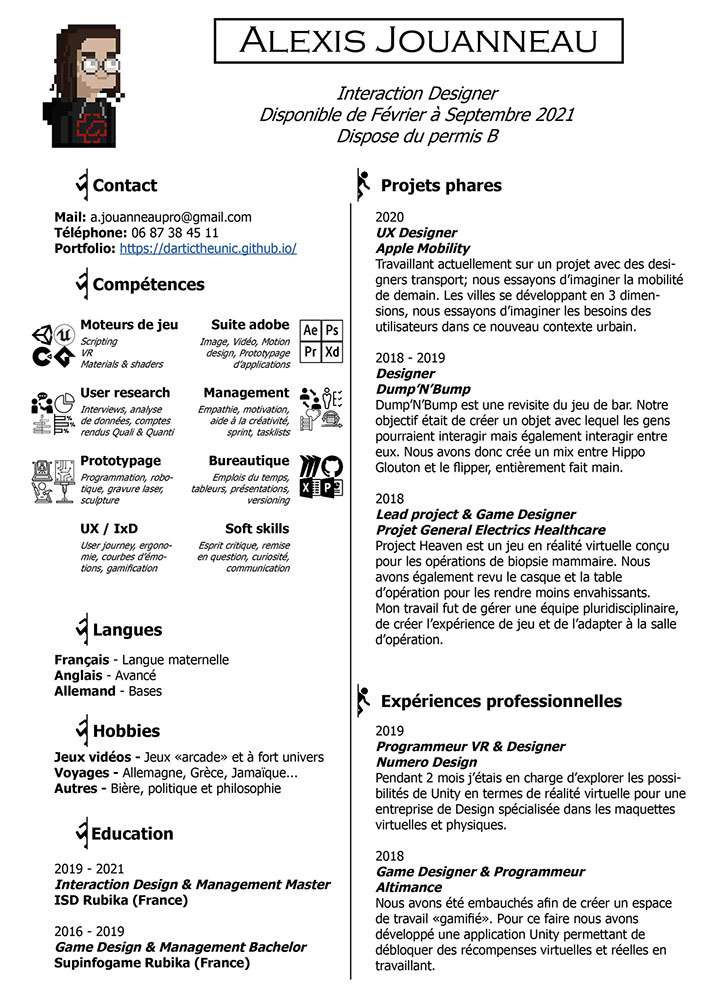 ALEXIS JOUANNEAU
Interaction Designer
Disponible de Février à Septembre 2021
Dispose du permis B
Contact
Mail: a.jouanneaupro@gmail.com
Téléphone: 06 87 38 45 11
Portfolio: https://dartictheunic.github.io/
Compétences
Moteurs de jeu
Scripting
VR
Materials & shaders
Suite adobe
Image, Vidéo, Motion
design, Prototypage
d'applications
Ae Ps
Pr Xd
User research
Interviews, analyse
de données, comptes
rendus Quali & Quanti
Management
Empathie, motivation,
aide à la créativité,
sprint, tasklists
Prototypage
Programmation, robo-
tique, gravure laser,
sculpture
Bureautique
Emplois du temps,
tableurs, présentations,
versioning
UX / IxD
User journey, ergono-
mie, courbes d'émo-
tions, gamification
Soft skills
Esprit critique, remise
en question, curiosité,
communication
Langues
Français - Langue maternelle
Anglais - Avancé
Allemand - Bases
Hobbies
Jeux vidéos - Jeux «arcade» et à fort univers
Voyages - Allemagne, Grèce, Jamaïque...
Autres - Bière, politique et philosophie
Education
2019 - 2021
Interaction Design & Management Master
ISD Rubika (France)
2016 - 2019
Game Design & Management Bachelor
Supinfogame Rubika (France)
Projets phares
2020
UX Designer
Apple Mobility
Travaillant actuellement sur un projet avec des desi-
gners transport; nous essayons d'imaginer la mobilité
de demain. Les villes se développant en 3 dimen-
sions, nous essayons d'imaginer les besoins des
utilisateurs dans ce nouveau contexte urbain.
2018 - 2019
Designer
Dump'N'Bump
Dump'N'Bump est une revisite du jeu de bar. Notre
objectif était de créer un objet avec lequel les gens
pourraient interagir mais également interagir entre
eux. Nous avons donc crée un mix entre Hippo
Glouton et le flipper, entièrement fait main.
2018
Lead project & Game Designer
Projet General Electrics Healthcare
Project Heaven est un jeu en réalité virtuelle conçu
pour les opérations de biopsie mammaire. Nous
avons également revu le casque et la table
d'opération pour les rendre moins envahissants.
Mon travail fut de gérer une équipe pluridisciplinaire,
de créer l'expérience de jeu et de l'adapter à la salle
d'opération.
Expériences professionnelles
2019
Programmeur VR & Designer
Numero Design
Pendant 2 mois j'étais en charge d'explorer les possi-
bilités de Unity en termes de réalité virtuelle pour une
entreprise de Design spécialisée dans les maquettes
virtuelles et physiques.
2018
Game Designer & Programmeur
Altimance
Nous avons été embauchés afin de créer un espace
de travail «gamifié». Pour ce faire nous avons
développé une application Unity permettant de
débloquer des récompenses virtuelles et réelles en
travaillant.